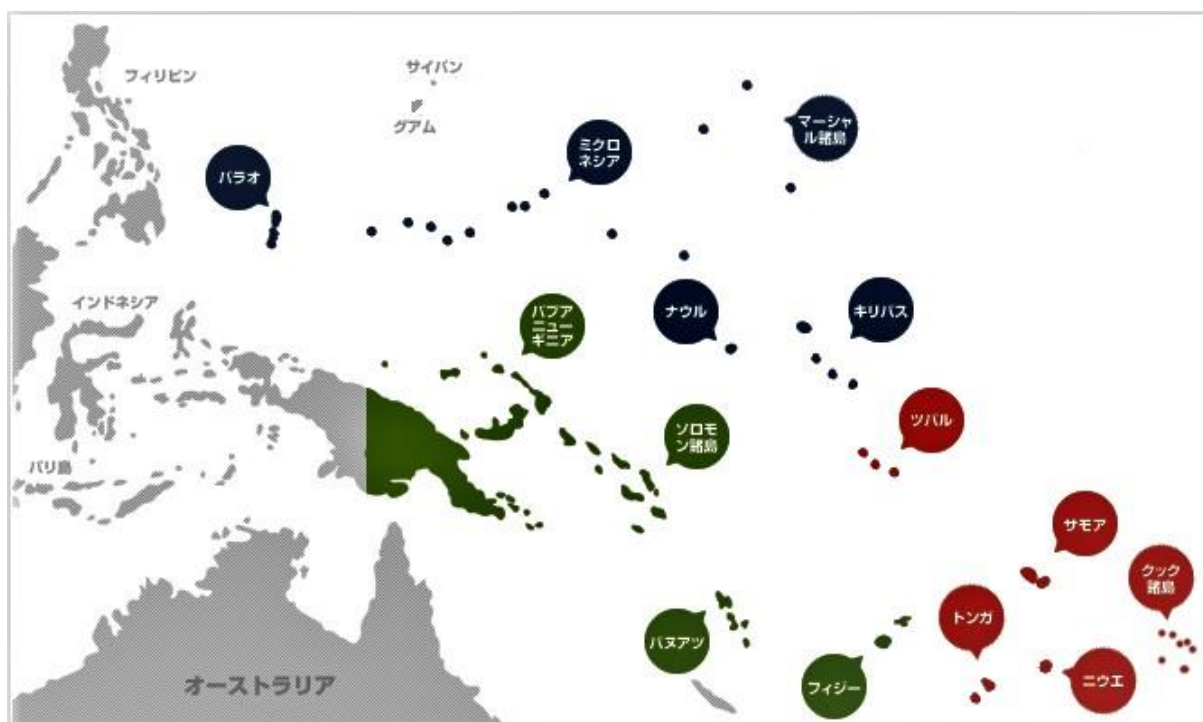 フィリピン
サイパン
グアム
マーシャ
ル諸島
ミクロ
ネシア
パラオ
インドネシア
パプア
ニュー
ギニア
ナウル
キリバス
ツバル
ソロモ
ン諸島
バリ島
サモア
クック
諸島
トンガ
バヌアツ
フィジー
ニウエ
オーストラリア